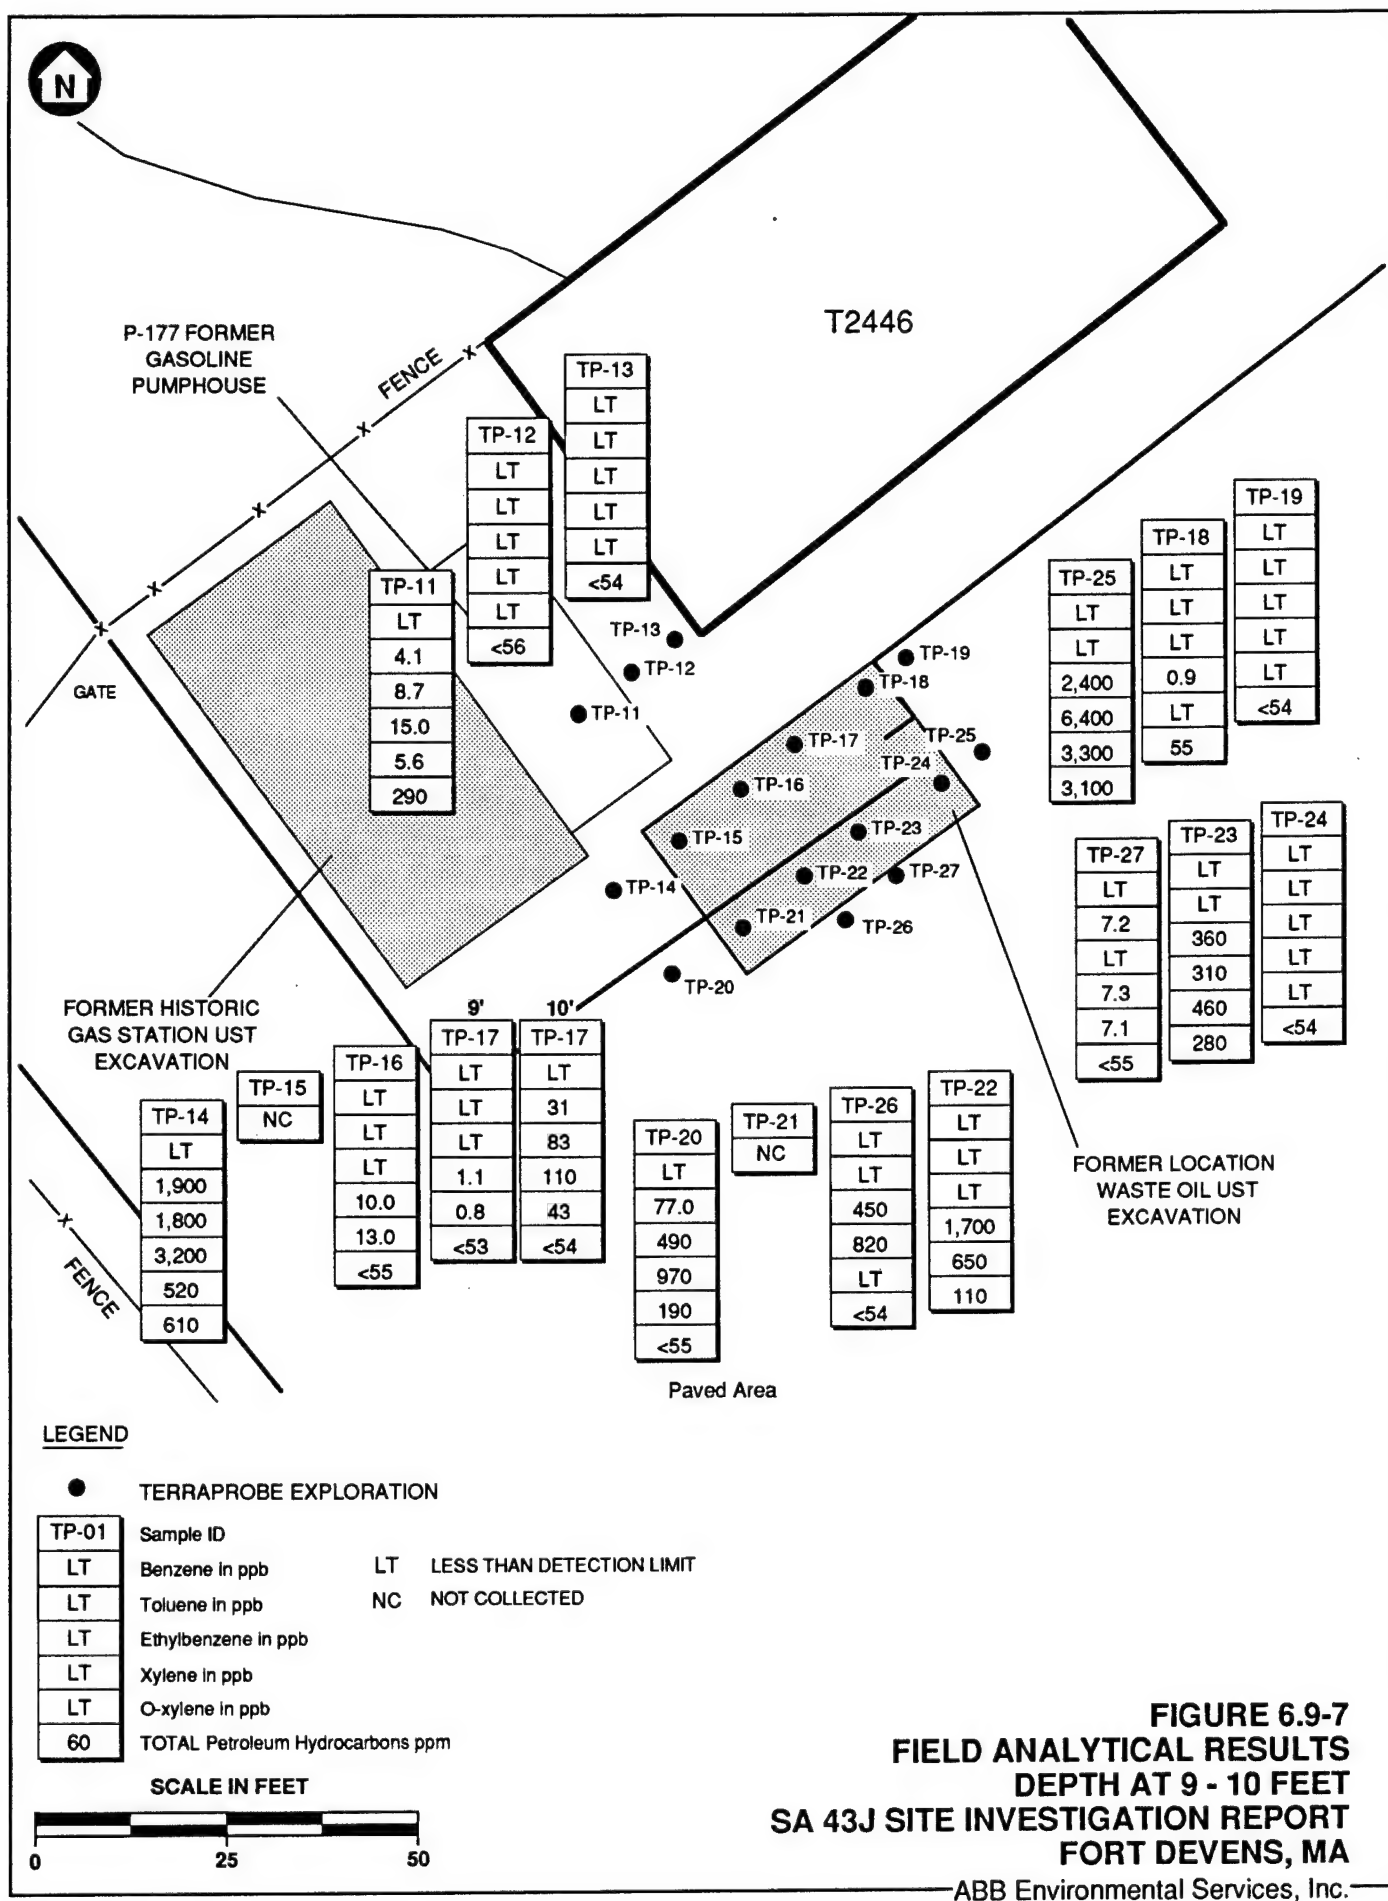 N
T2446
P-177 FORMER
GASOLINE
PUMPHOUSE
FENCE
x
x
x
x
x
GATE
TP-13
LT
LT
LT
LT
LT
<54
TP-12
LT
LT
LT
LT
LT
<56
TP-11
LT
4.1
8.7
15.0
5.6
290
TP-19
LT
LT
LT
LT
LT
<54
TP-18
LT
LT
LT
0.9
LT
55
TP-25
LT
LT
2,400
6,400
3,300
3,100
TP-13
TP-12
TP-11
TP-19
TP-18
TP-17
TP-25
TP-24
TP-16
TP-23
TP-15
TP-22
TP-27
TP-14
TP-21
TP-26
TP-20
TP-24
LT
LT
LT
LT
LT
<54
TP-23
LT
LT
360
310
460
280
TP-27
LT
7.2
LT
7.3
7.1
<55
FORMER HISTORIC
GAS STATION UST
EXCAVATION
FORMER LOCATION
WASTE OIL UST
EXCAVATION
TP-14
LT
1,900
1,800
3,200
520
610
TP-15
NC
TP-16
LT
LT
LT
10.0
13.0
<55
9'
TP-17
LT
LT
LT
1.1
0.8
<53
10'
TP-17
LT
31
83
110
43
<54
TP-20
LT
77.0
490
970
190
<55
TP-21
NC
TP-26
LT
LT
450
820
LT
<54
TP-22
LT
LT
LT
1,700
650
110
x
FENCE
Paved Area
LEGEND
TERRAPROBE EXPLORATION
TP-01 Sample ID
LT Benzene in ppb LT LESS THAN DETECTION LIMIT
LT Toluene in ppb NC NOT COLLECTED
LT Ethylbenzene in ppb
LT Xylene in ppb
LT O-xylene in ppb
60 TOTAL Petroleum Hydrocarbons ppm
SCALE IN FEET
0 25 50
FIGURE 6.9-7
FIELD ANALYTICAL RESULTS
DEPTH AT 9 - 10 FEET
SA 43J SITE INVESTIGATION REPORT
FORT DEVENS, MA
ABB Environmental Services, Inc.